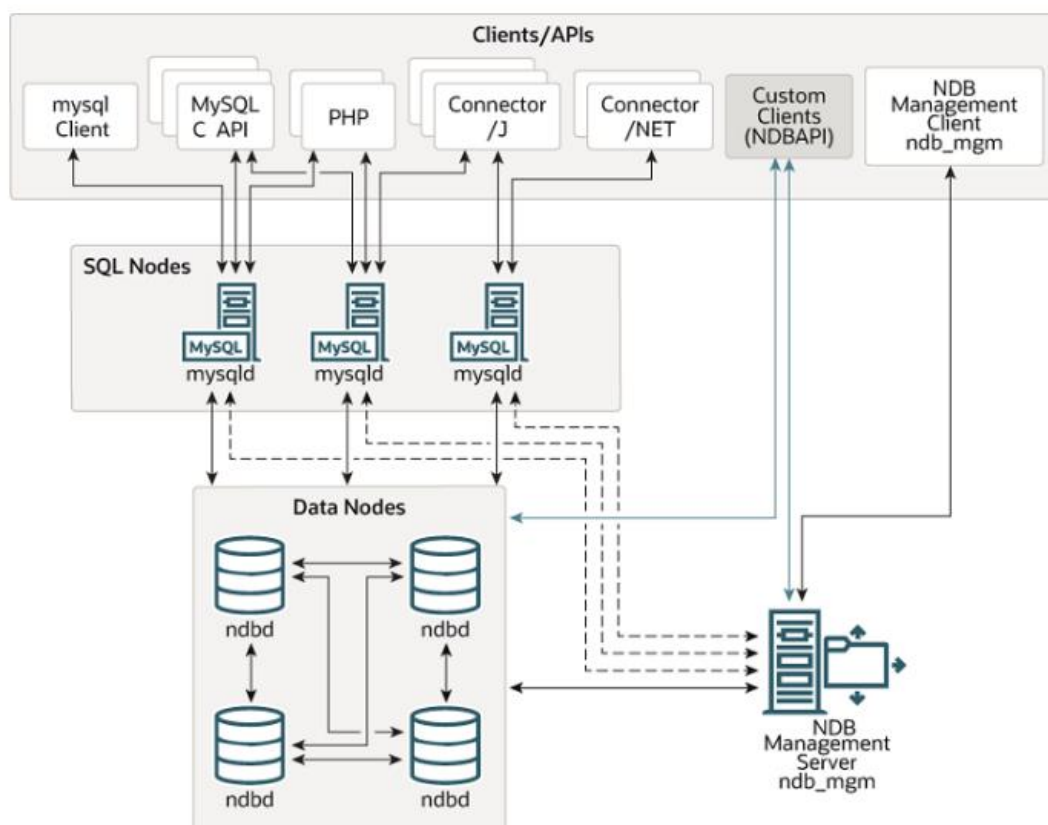 Clients/APIs
mysql
Client
MySQL
C API
PHP
Connector
/J
Connector
/NET
Custom
Clients
(NDBAPI)
NDB
Management
Client
ndb_mgm
SQL Nodes
MySQL
mysqld
MySQL
mysqld
MySQL
mysqld
Data Nodes
ndbd
ndbd
ndbd
ndbd
NDB
Management
Server
ndb_mgm